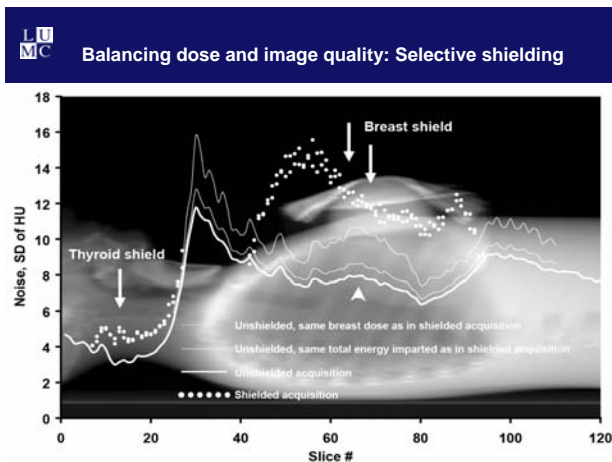 L U
M C
Balancing dose and image quality: Selective shielding
18
16
14
12
10
8
6
4
2
0
Noise, SD of HU
Breast shield
Thyroid shield
Unshielded, same breast dose as in shielded acquisition
Unshielded, same total energy imparted as in shielded acquisition
Unshielded acquisition
Shielded acquisition
0 20 40 60 80 100 120
Slice #